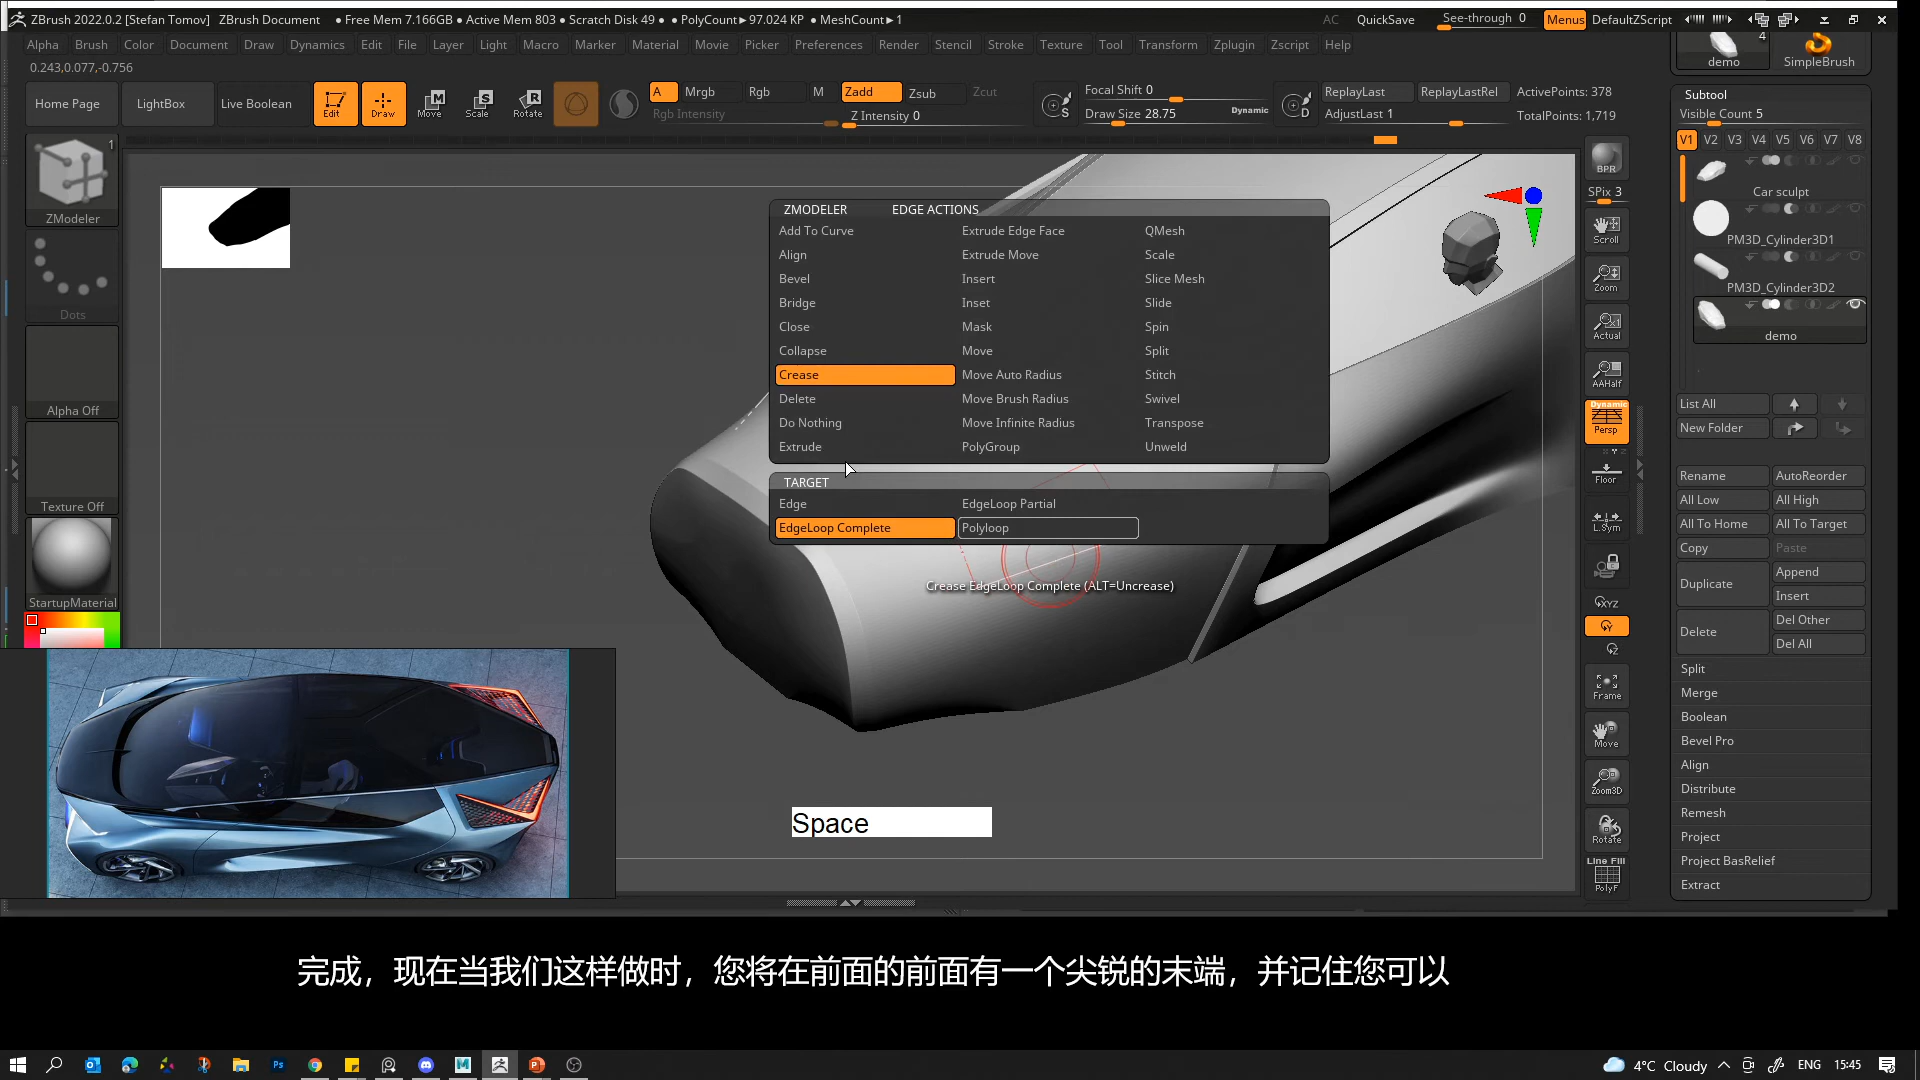 ZBrush 2022.0.2 [Stefan Tomov] ZBrush Document • Free Mem 7.166GB • Active Mem 803 • Scratch Disk 49 • • PolyCount► 97.024 KP • MeshCount► 1
AC QuickSave See-through 0 Menus DefaultZScript
Alpha Brush Color Document Draw Dynamics Edit File Layer Light Macro Marker Material Movie Picker Preferences Render Stencil Stroke Texture Tool Transform Zplugin Zscript Help
0.243,0.077,-0.756
Home Page LightBox Live Boolean Edit Draw Move Scale Rotate
A Mrgb Rgb M Zadd Zsub Zcut
Rgb Intensity Z Intensity 0
Focal Shift 0
Draw Size 28.75 Dynamic
ReplayLast ReplayLastRel ActivePoints: 378
AdjustLast 1 TotalPoints: 1,719
4
demo SimpleBrush
Subtool
Visible Count 5
V1 V2 V3 V4 V5 V6 V7 V8
Car sculpt
PM3D_Cylinder3D1
PM3D_Cylinder3D2
demo
List All
New Folder
Rename AutoReorder
All Low All High
All To Home All To Target
Copy Paste
Duplicate Append
Insert
Delete Del Other
Del All
Split
Merge
Boolean
Bevel Pro
Align
Distribute
Remesh
Project
Project BasRelief
Extract
1
ZModeler
Dots
Alpha Off
Texture Off
StartupMaterial
BPR
SPix 3
Scroll
Zoom
Actual
AAHalf
Dynamic
Persp
Floor
L.Sym
XYZ
Y
Z
Frame
Move
Zoom3D
Rotate
Line Fill
PolyF
ZMODELER EDGE ACTIONS
Add To Curve Extrude Edge Face QMesh
Align Extrude Move Scale
Bevel Insert Slice Mesh
Bridge Inset Slide
Close Mask Spin
Collapse Move Split
Crease Move Auto Radius Stitch
Delete Move Brush Radius Swivel
Do Nothing Move Infinite Radius Transpose
Extrude PolyGroup Unweld
TARGET
Edge EdgeLoop Partial
EdgeLoop Complete Polyloop
Crease EdgeLoop Complete (ALT=Uncrease)
Space
完成，现在当我们这样做时，您将在前面的前面有一个尖锐的末端，并记住您可以
4°C Cloudy ENG 15:45